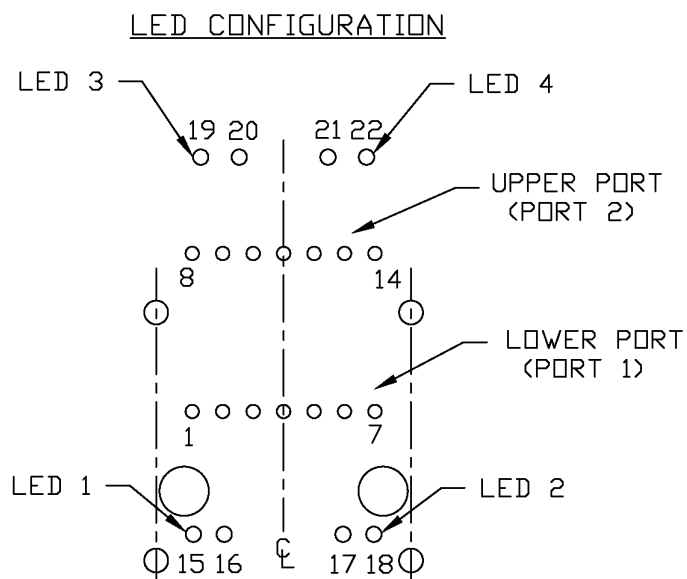 LED CONFIGURATION
LED 3
LED 4
19 20 21 22
UPPER PORT
(PORT 2)
8 14
LOWER PORT
(PORT 1)
1 7
LED 1
LED 2
15 16 17 18
℄